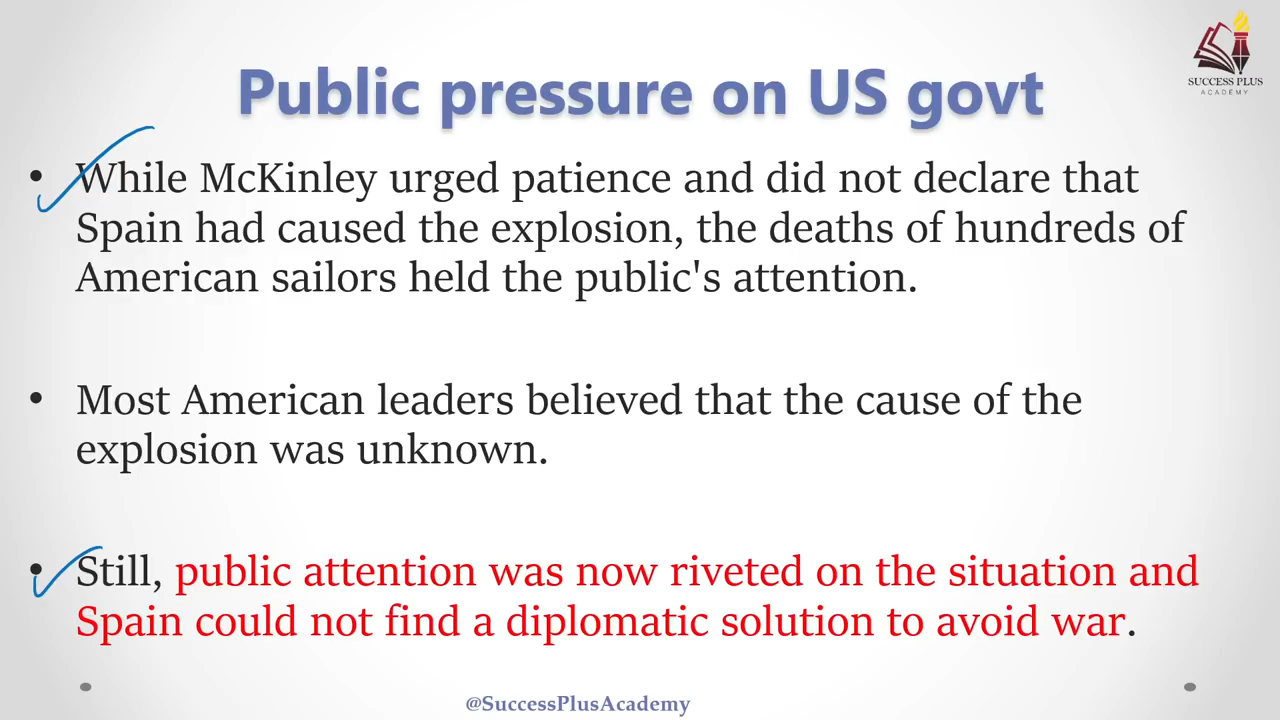 SUCCESS PLUS
ACADEMY
Public pressure on US govt
• While McKinley urged patience and did not declare that
Spain had caused the explosion, the deaths of hundreds of
American sailors held the public's attention.
• Most American leaders believed that the cause of the
explosion was unknown.
• Still, public attention was now riveted on the situation and
Spain could not find a diplomatic solution to avoid war.
@SuccessPlusAcademy